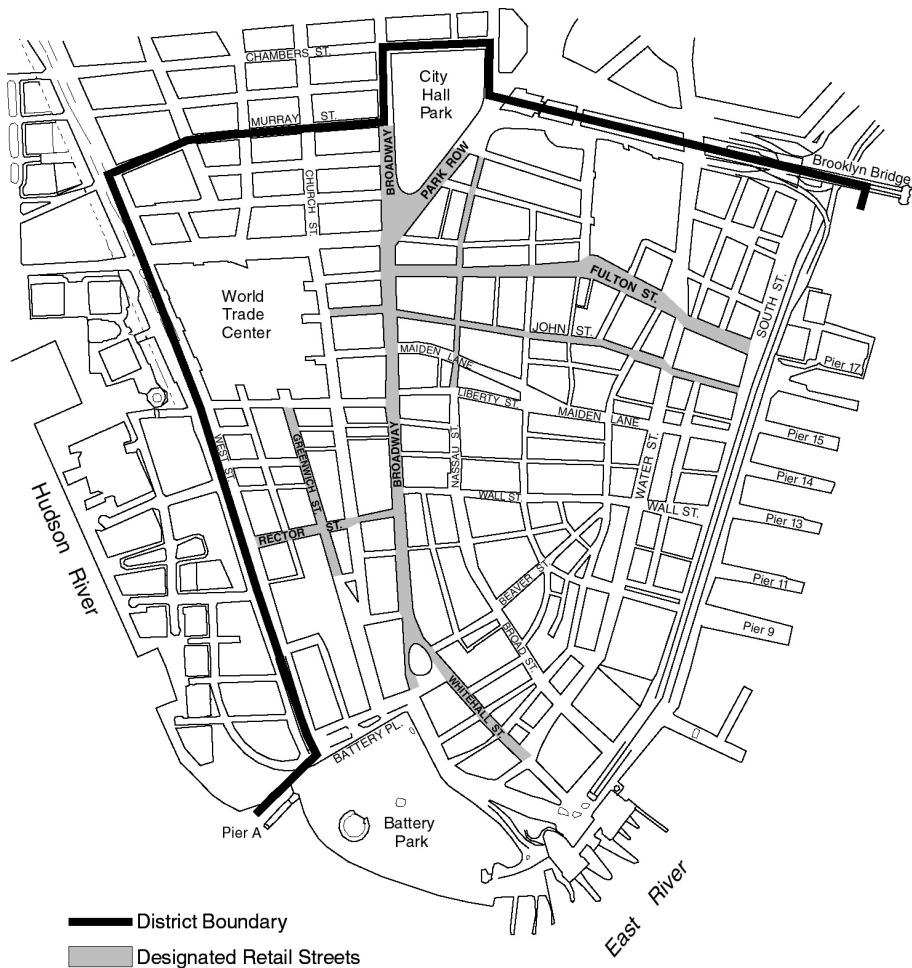 CHAMBERS ST.
City
Hall
Park
MURRAY ST.
BROADWAY
PARK ROW
Brooklyn Bridge
CHURCH ST.
FULTON ST.
SOUTH ST.
World
Trade
Center
JOHN ST.
MAIDEN LANE
Pier 17
LIBERTY ST.
MAIDEN LANE
Pier 15
WEST ST.
GREENWICH ST.
BROADWAY
NASSAU ST.
WATER ST.
Pier 14
WALL ST.
WALL ST.
Pier 13
RECTOR ST.
Hudson River
BEAVER ST.
Pier 11
BROAD ST.
Pier 9
WHITEHALL ST.
BATTERY PL.
Pier A
Battery
Park
East River
District Boundary
Designated Retail Streets